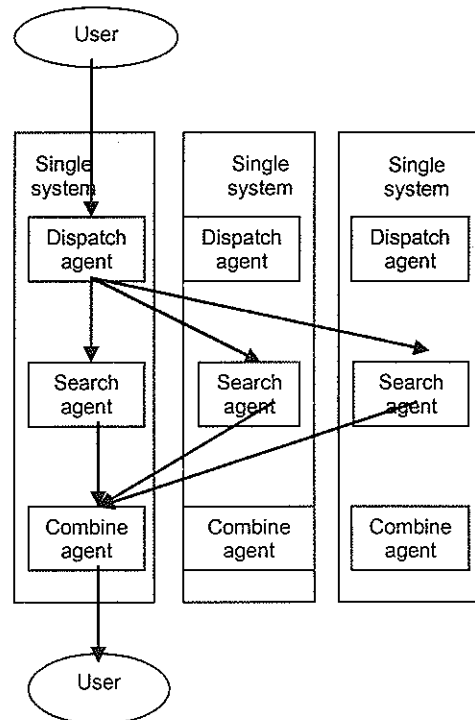 User
Single
system
Single
system
Single
system
Dispatch
agent
Dispatch
agent
Dispatch
agent
Search
agent
Search
agent
Search
agent
Combine
agent
Combine
agent
Combine
agent
User